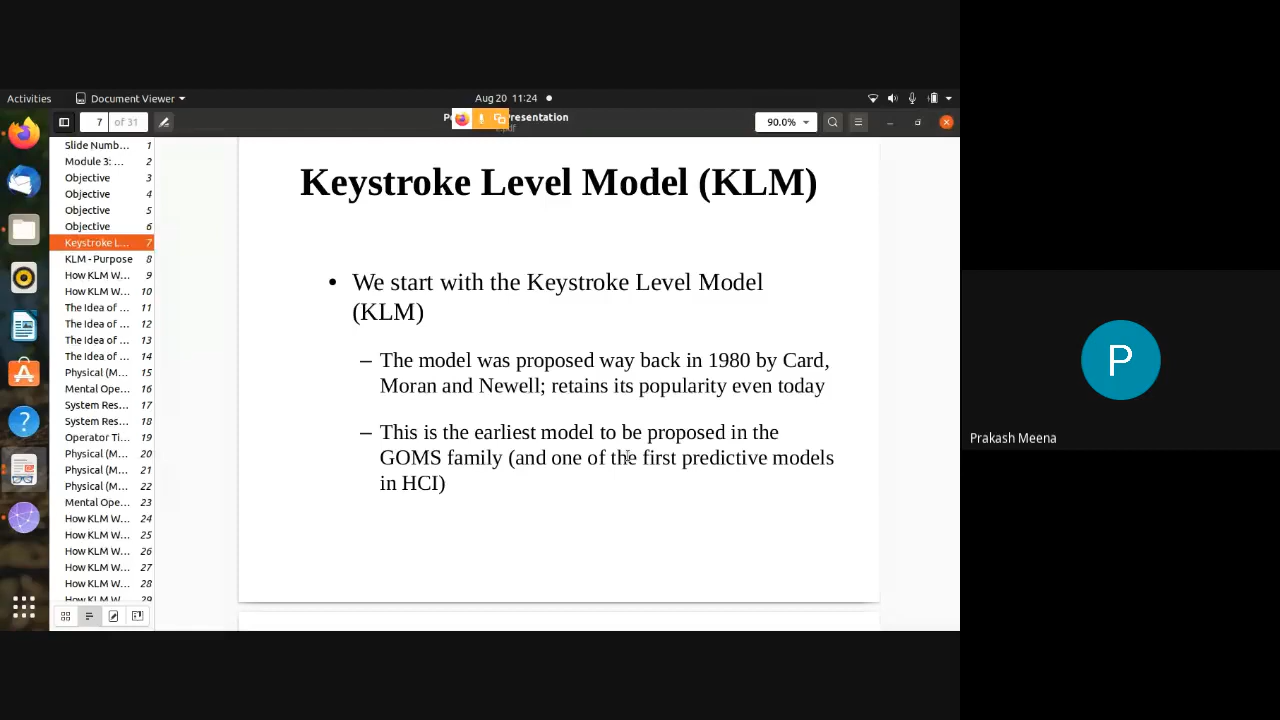 Activities
Document Viewer
Aug 20 11:24
7
of 31
Presentation
90.0%
Slide Numb... 1
Module 3: ... 2
Objective 3
Objective 4
Objective 5
Objective 6
Keystroke L... 7
KLM - Purpose 8
How KLM W... 9
How KLM W... 10
The Idea of ... 11
The Idea of ... 12
The Idea of ... 13
The Idea of ... 14
Physical (M... 15
Mental Ope... 16
System Res... 17
System Res... 18
Operator Ti... 19
Physical (M... 20
Physical (M... 21
Physical (M... 22
Mental Ope... 23
How KLM W... 24
How KLM W... 25
How KLM W... 26
How KLM W... 27
How KLM W... 28
How KLM W... 29
Keystroke Level Model (KLM)
• We start with the Keystroke Level Model
(KLM)
– The model was proposed way back in 1980 by Card,
Moran and Newell; retains its popularity even today
– This is the earliest model to be proposed in the
GOMS family (and one of the first predictive models
in HCI)
P
Prakash Meena